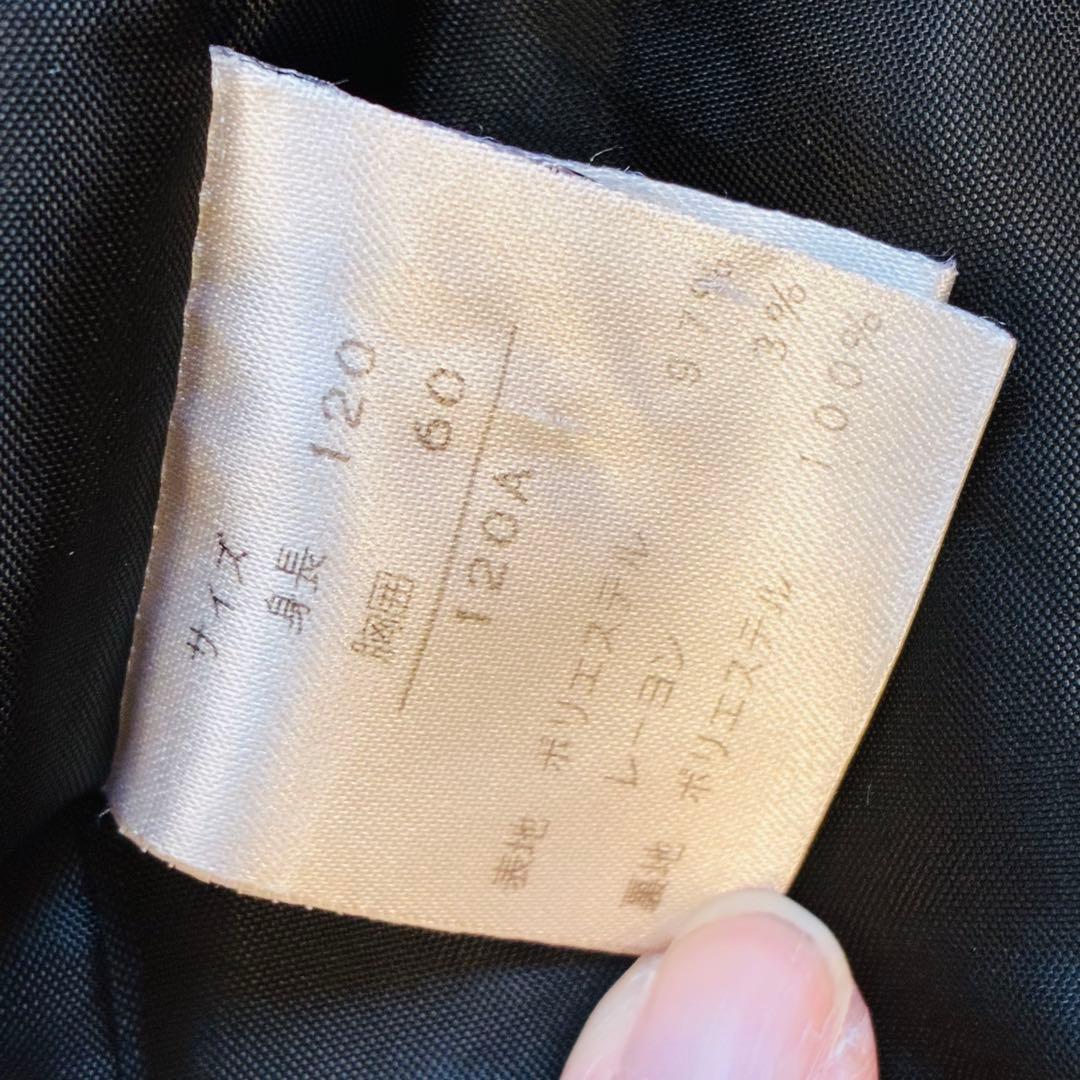 サイズ
身長 120
胸囲 60
120A
表地 ポリエステル 97%
レーヨン 3%
裏地 ポリエステル 100%